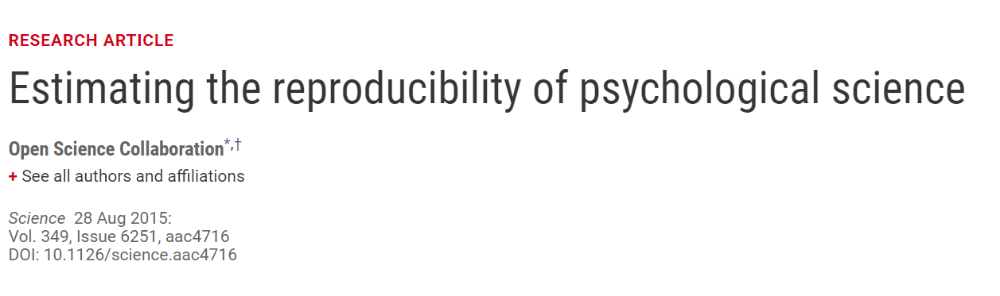 RESEARCH ARTICLE
Estimating the reproducibility of psychological science
Open Science Collaboration*,†
+ See all authors and affiliations
Science 28 Aug 2015:
Vol. 349, Issue 6251, aac4716
DOI: 10.1126/science.aac4716